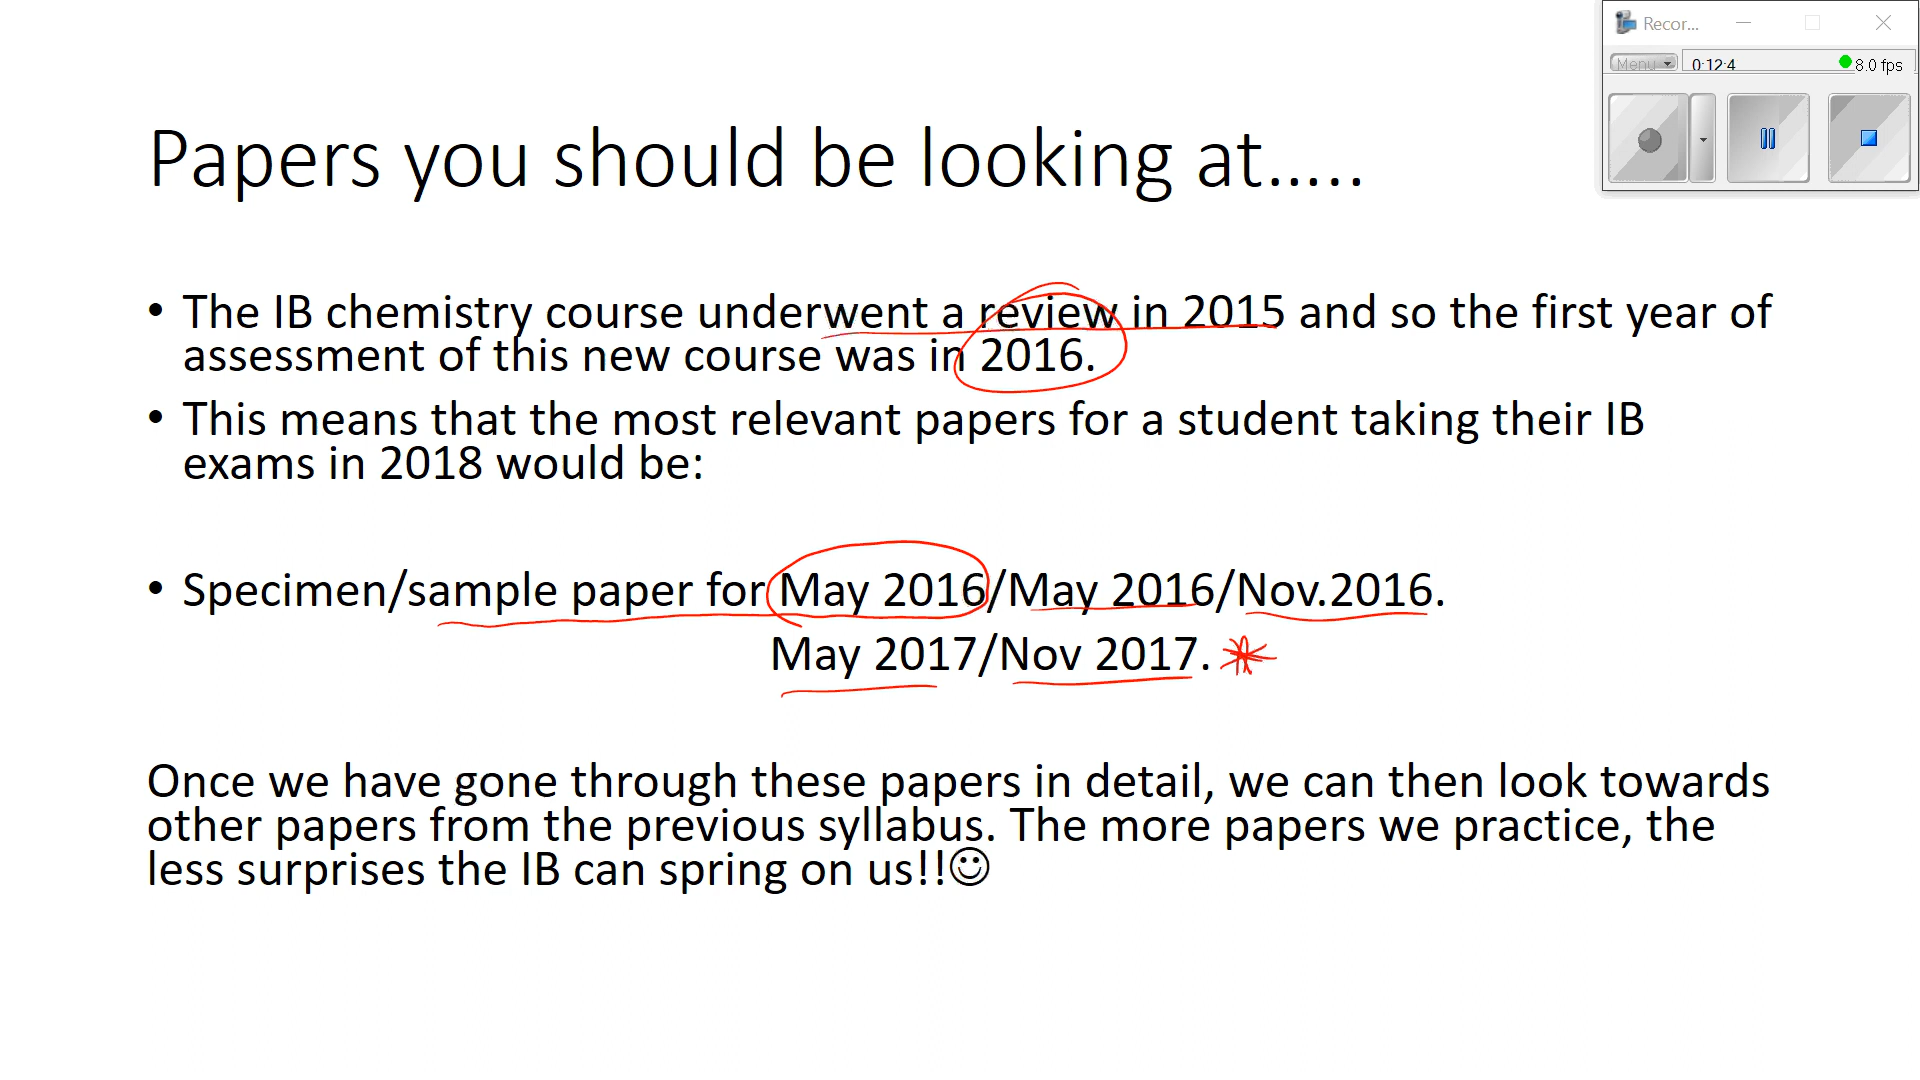 Recor...
Menu
0:12:4
8.0 fps
Papers you should be looking at.....
• The IB chemistry course underwent a review in 2015 and so the first year of
assessment of this new course was in 2016.
• This means that the most relevant papers for a student taking their IB
exams in 2018 would be:
• Specimen/sample paper for May 2016/May 2016/Nov.2016.
May 2017/Nov 2017.
Once we have gone through these papers in detail, we can then look towards
other papers from the previous syllabus. The more papers we practice, the
less surprises the IB can spring on us!!☺